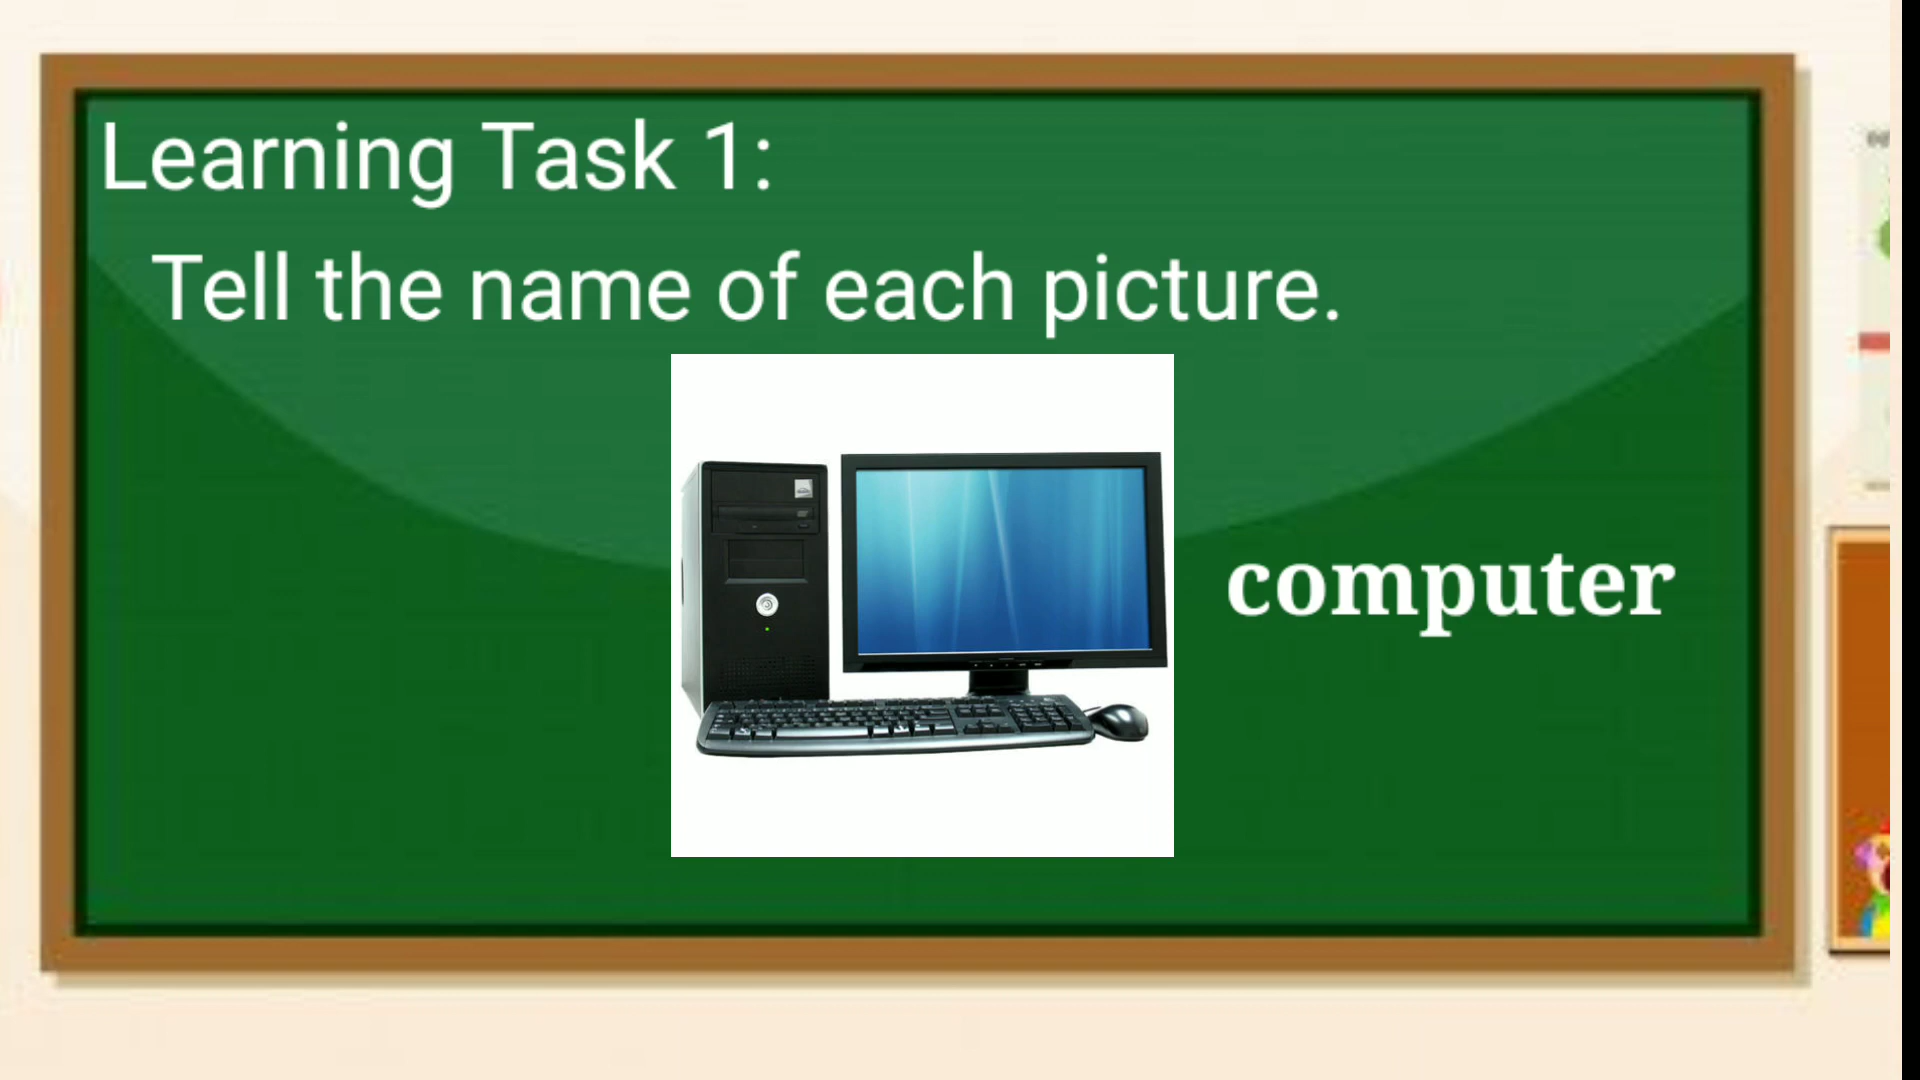 Learning Task 1:
Tell the name of each picture.
computer